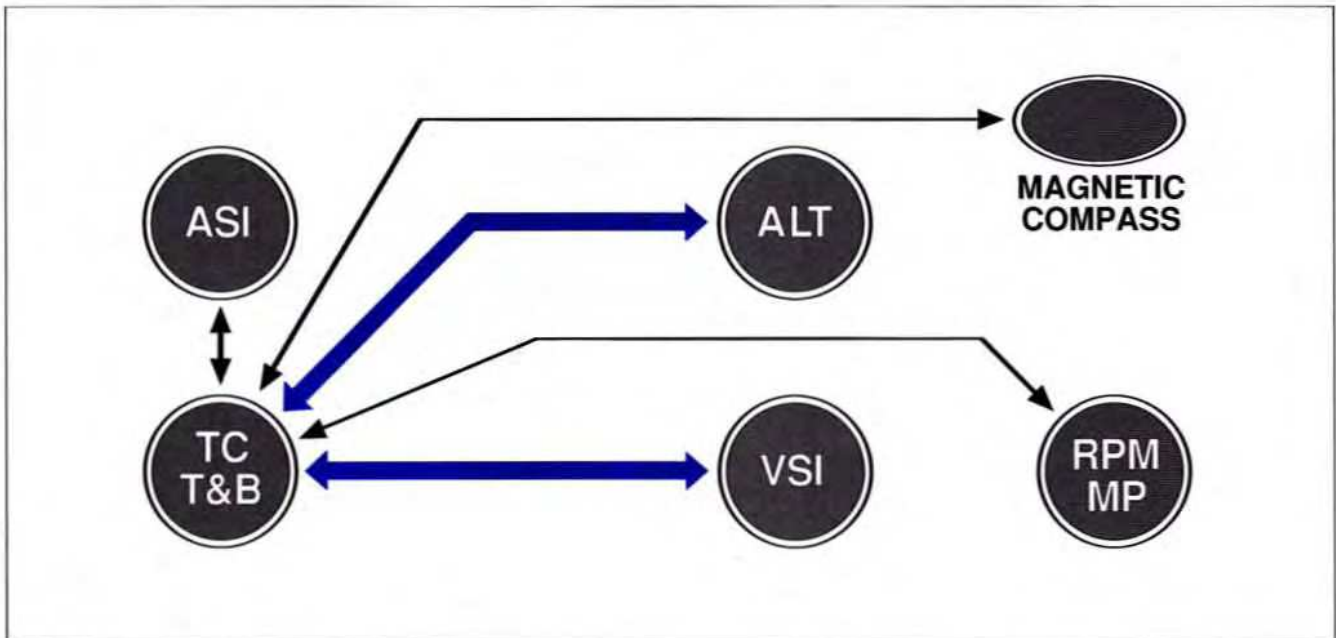 MAGNETIC
COMPASS
ASI
ALT
TC
T&B
VSI
RPM
MP